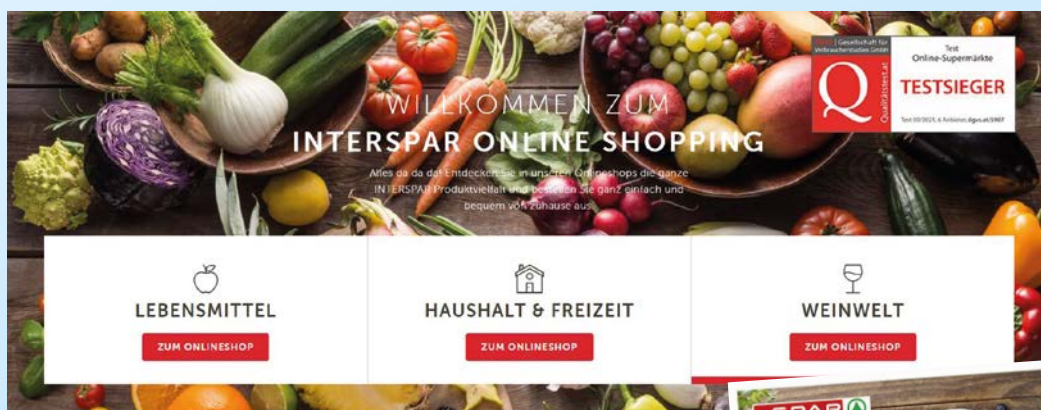 WILLKOMMEN ZUM
INTERSPAR ONLINE SHOPPING
Alles da da da! Entdecken Sie in unseren Onlineshops die ganze
INTERSPAR Produktvielfalt und bestellen Sie ganz einfach und
bequem von zuhause aus.
Gesellschaft für
Verbraucherstudien GmbH
Q
Qualitätstest.at
Test
Online-Supermärkte
TESTSIEGER
LEBENSMITTEL
ZUM ONLINESHOP
HAUSHALT & FREIZEIT
ZUM ONLINESHOP
WEINWELT
ZUM ONLINESHOP
SPAR